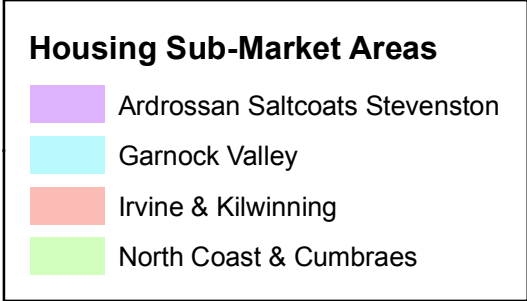 Housing Sub-Market Areas
Ardrossan Saltcoats Stevenston
Garnock Valley
Irvine & Kilwinning
North Coast & Cumbraes